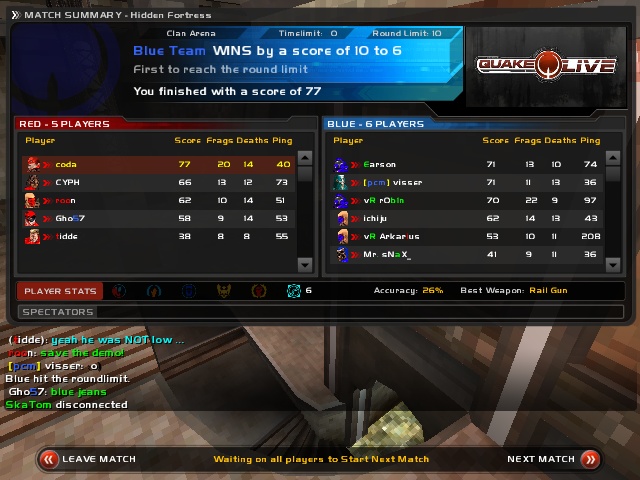 MATCH SUMMARY - Hidden Fortress
Clan Arena Timelimit: 0 Round Limit: 10
Blue Team WINS by a score of 10 to 6
First to reach the round limit
You finished with a score of 77
QUAKE LIVE
RED - 5 PLAYERS
Player Score Frags Deaths Ping
coda 77 20 14 40
CYPH 66 13 12 73
roon 62 10 14 51
GhoS7 58 9 14 53
tidde 38 8 8 55
BLUE - 6 PLAYERS
Player Score Frags Deaths Ping
Earson 71 13 10 74
[pcm] visser 71 11 13 36
vR r0bin 70 22 9 97
ichiju 62 14 13 43
vR Arkarius 53 10 11 208
Mr. sNaX_ 41 9 11 36
PLAYER STATS 6 Accuracy: 26% Best Weapon: Rail Gun
SPECTATORS
(tidde): yeah he was NOT low ...
roon: save the demo!
[pcm] visser: o
Blue hit the roundlimit.
GhoS7: blue jeans
SkaTom disconnected
LEAVE MATCH Waiting on all players to Start Next Match NEXT MATCH